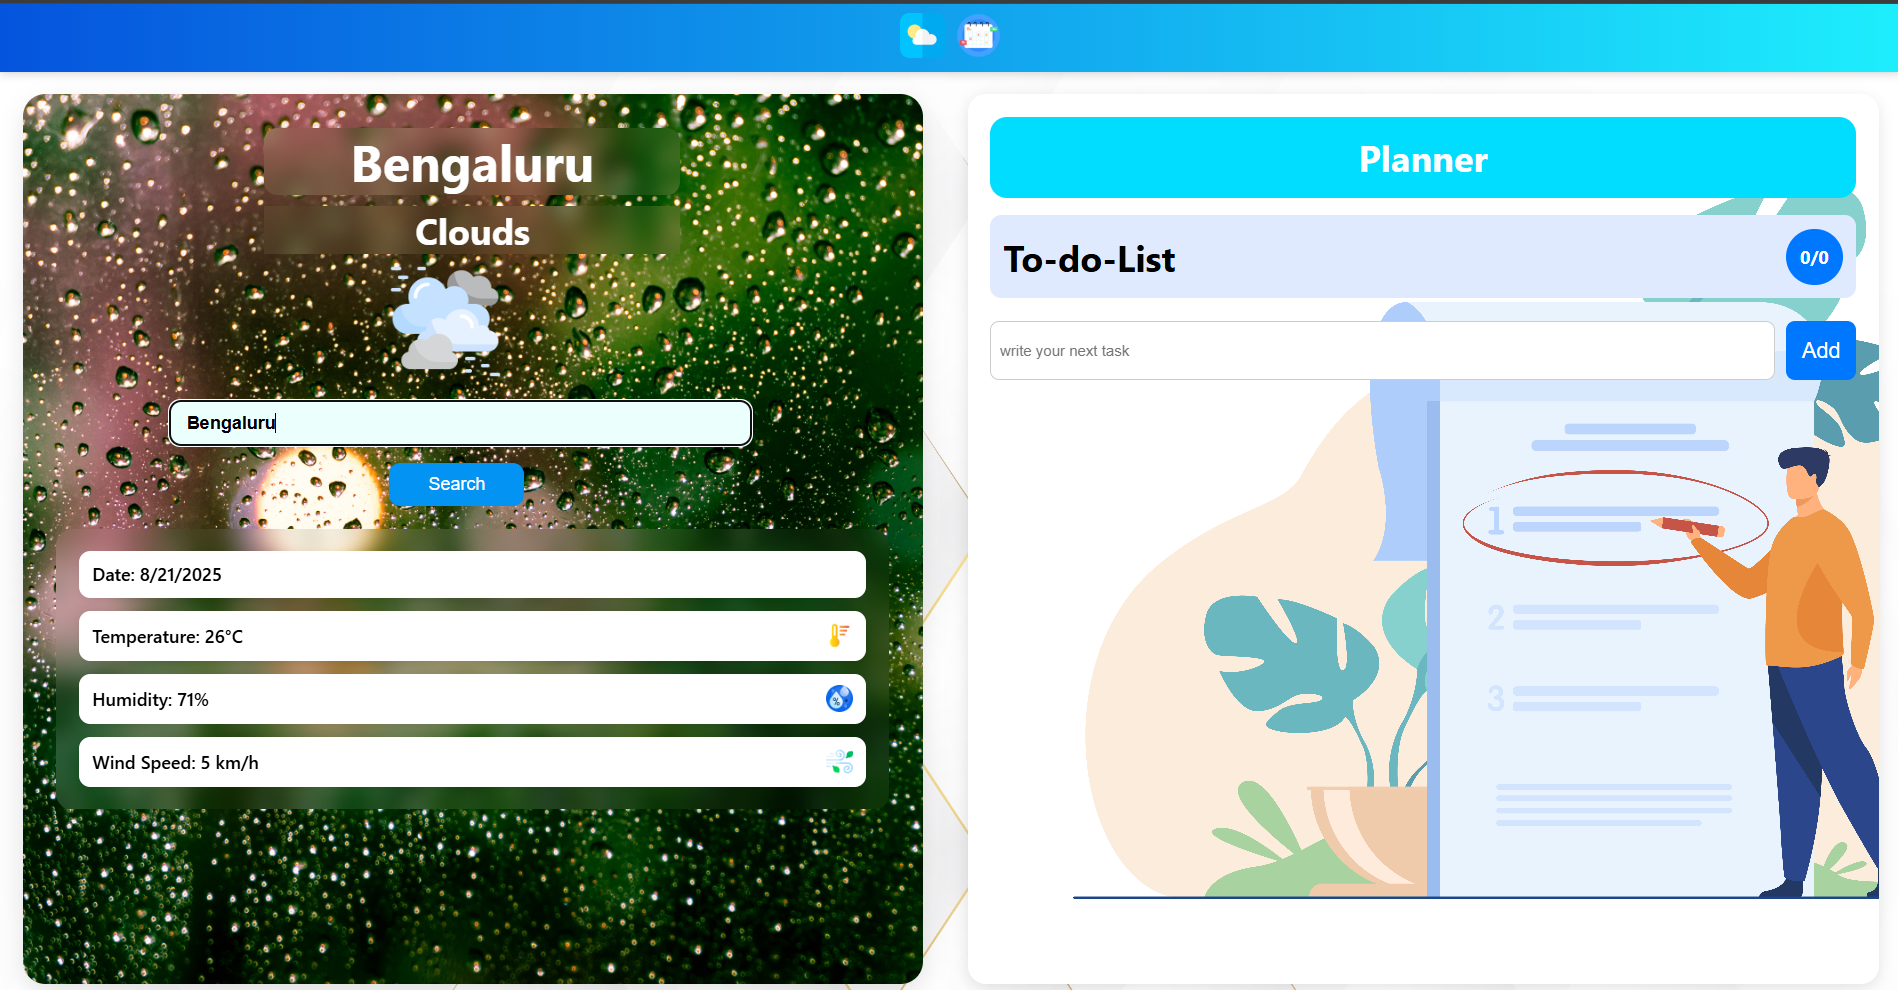 Bengaluru
Clouds
Bengaluru
Search
Date: 8/21/2025
Temperature: 26°C
Humidity: 71%
%
Wind Speed: 5 km/h
Planner
To-do-List
0/0
write your next task
Add
1
2
3